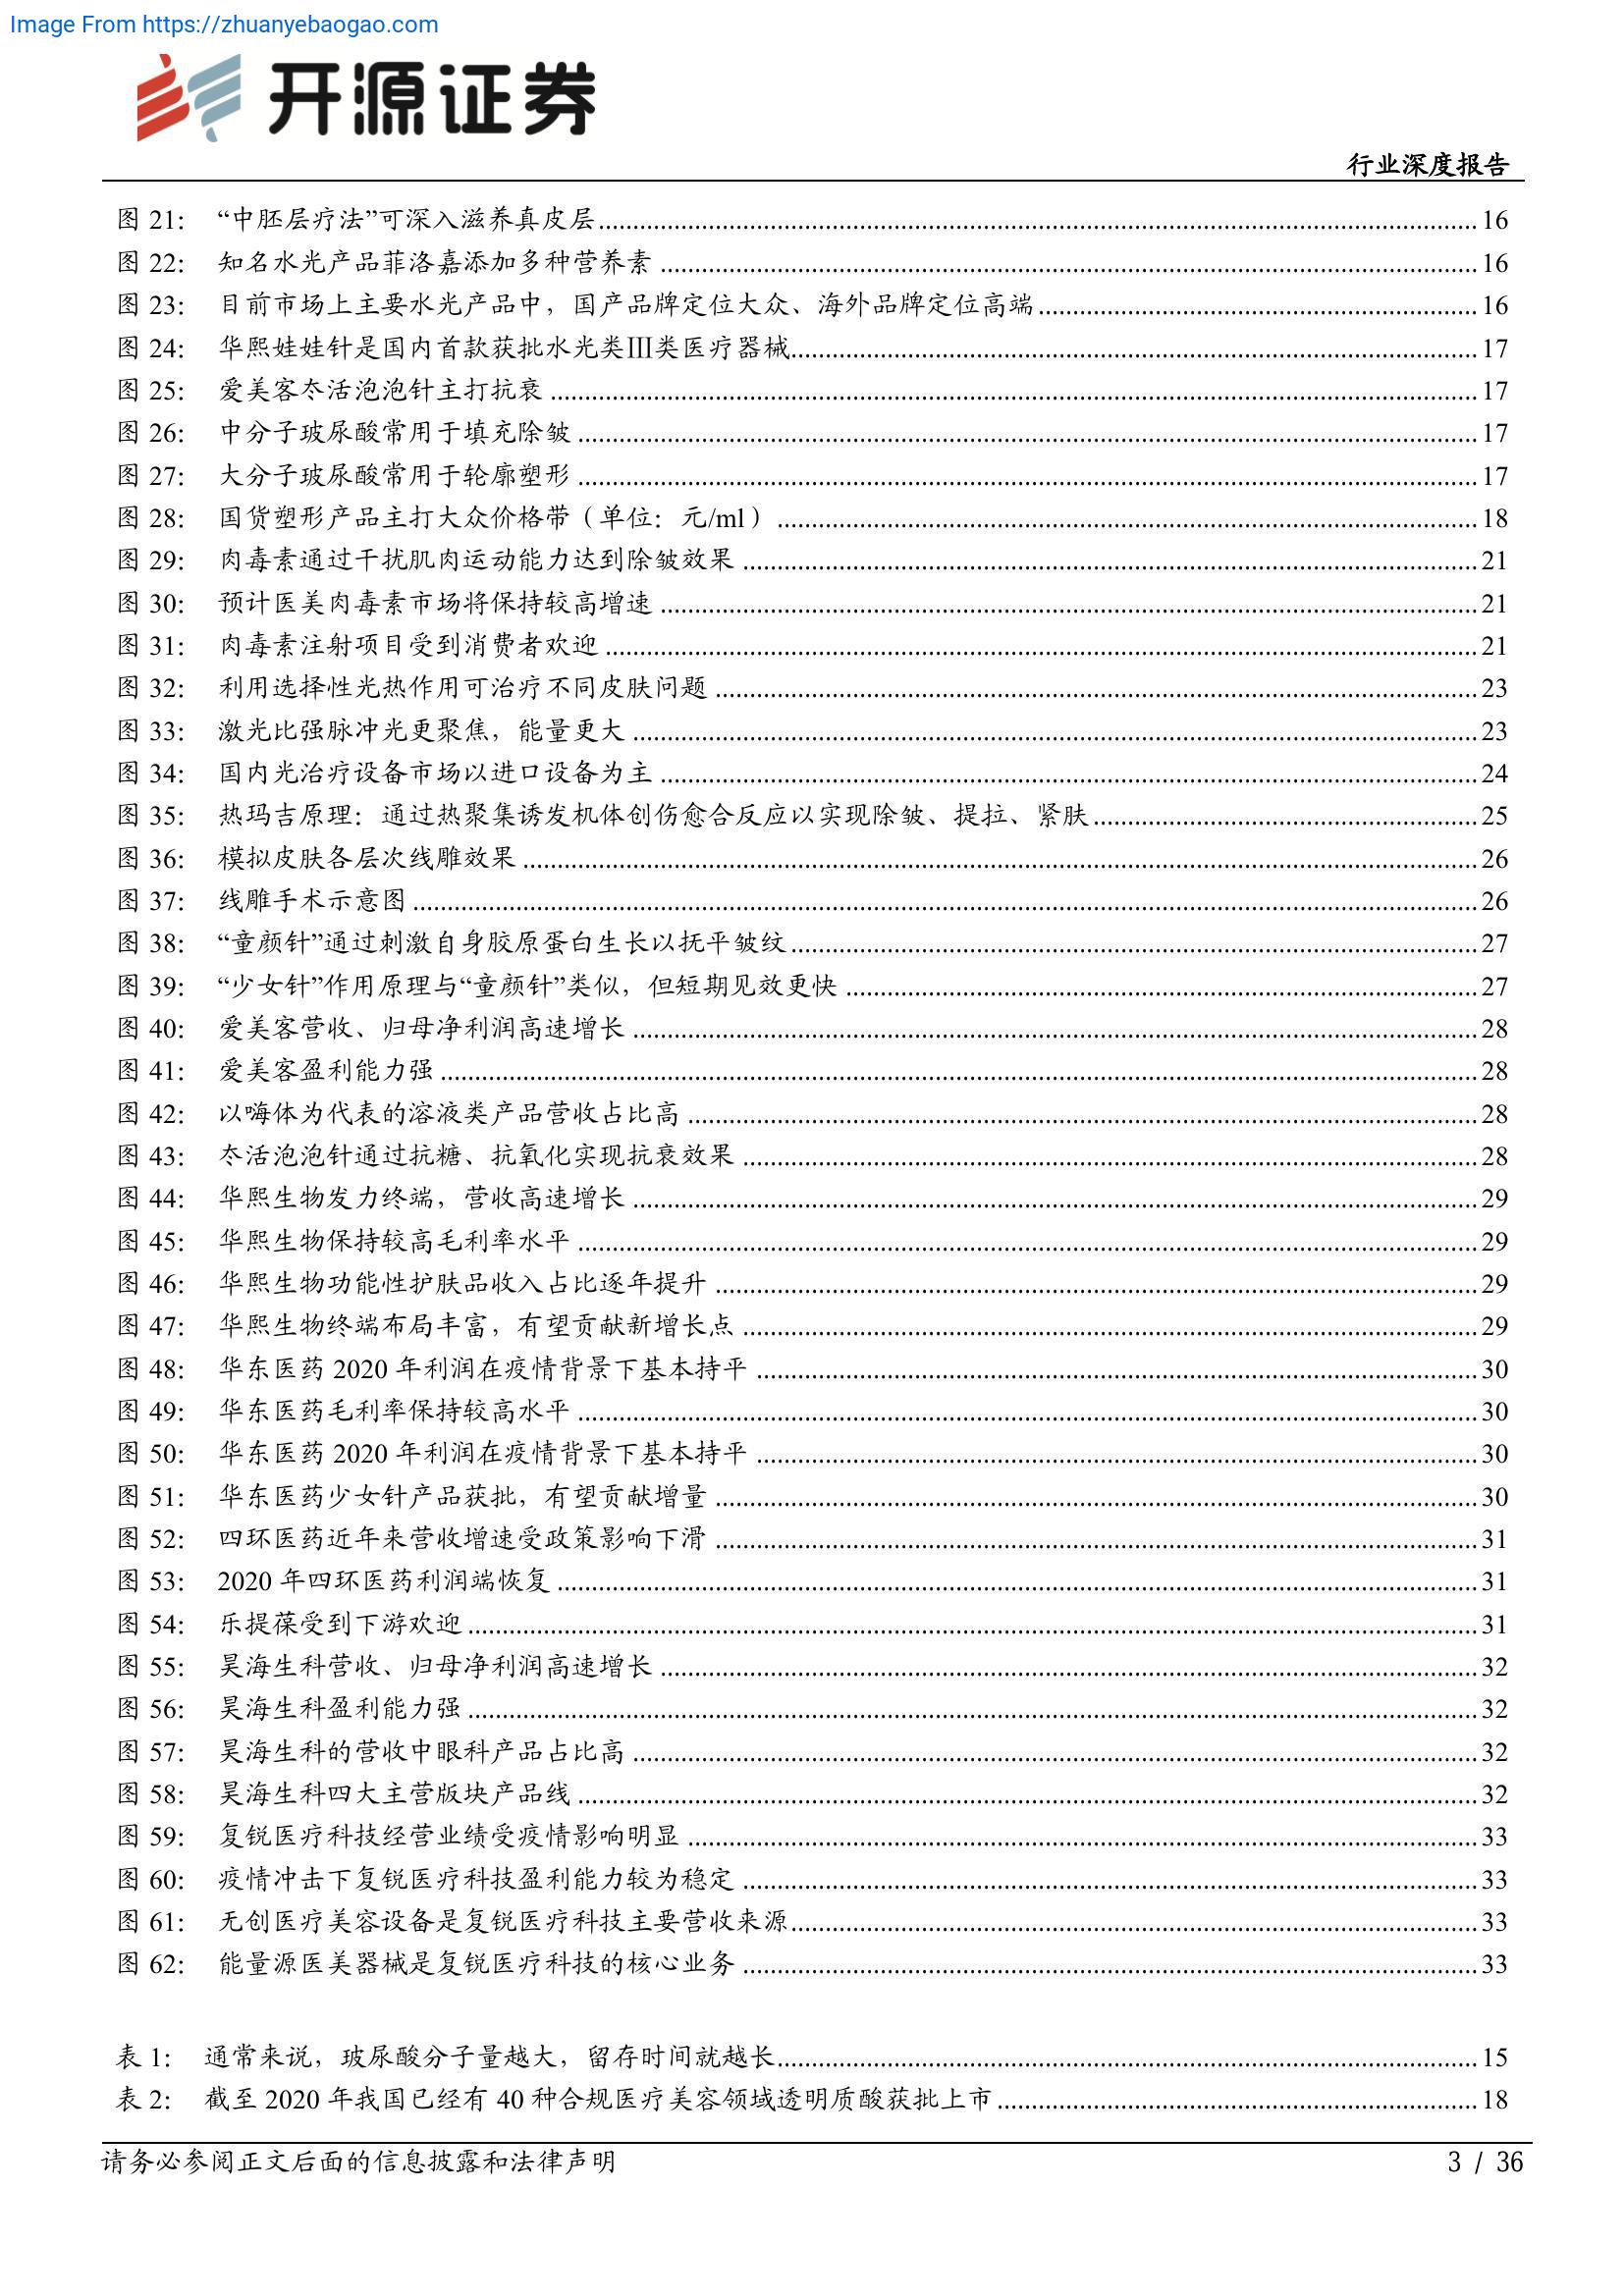 Image From https://zhuanyebaogao.com
开源证券
行业深度报告
图 21: “中胚层疗法”可深入滋养真皮层 16
图 22: 知名水光产品菲洛嘉添加多种营养素 16
图 23: 目前市场上主要水光产品中，国产品牌定位大众、海外品牌定位高端 16
图 24: 华熙娃娃针是国内首款获批水光类Ⅲ类医疗器械 17
图 25: 爱美客冭活泡泡针主打抗衰 17
图 26: 中分子玻尿酸常用于填充除皱 17
图 27: 大分子玻尿酸常用于轮廓塑形 17
图 28: 国货塑形产品主打大众价格带（单位：元/ml） 18
图 29: 肉毒素通过干扰肌肉运动能力达到除皱效果 21
图 30: 预计医美肉毒素市场将保持较高增速 21
图 31: 肉毒素注射项目受到消费者欢迎 21
图 32: 利用选择性光热作用可治疗不同皮肤问题 23
图 33: 激光比强脉冲光更聚焦，能量更大 23
图 34: 国内光治疗设备市场以进口设备为主 24
图 35: 热玛吉原理：通过热聚集诱发机体创伤愈合反应以实现除皱、提拉、紧肤 25
图 36: 模拟皮肤各层次线雕效果 26
图 37: 线雕手术示意图 26
图 38: “童颜针”通过刺激自身胶原蛋白生长以抚平皱纹 27
图 39: “少女针”作用原理与“童颜针”类似，但短期见效更快 27
图 40: 爱美客营收、归母净利润高速增长 28
图 41: 爱美客盈利能力强 28
图 42: 以嗨体为代表的溶液类产品营收占比高 28
图 43: 冭活泡泡针通过抗糖、抗氧化实现抗衰效果 28
图 44: 华熙生物发力终端，营收高速增长 29
图 45: 华熙生物保持较高毛利率水平 29
图 46: 华熙生物功能性护肤品收入占比逐年提升 29
图 47: 华熙生物终端布局丰富，有望贡献新增长点 29
图 48: 华东医药 2020 年利润在疫情背景下基本持平 30
图 49: 华东医药毛利率保持较高水平 30
图 50: 华东医药 2020 年利润在疫情背景下基本持平 30
图 51: 华东医药少女针产品获批，有望贡献增量 30
图 52: 四环医药近年来营收增速受政策影响下滑 31
图 53: 2020 年四环医药利润端恢复 31
图 54: 乐提葆受到下游欢迎 31
图 55: 昊海生科营收、归母净利润高速增长 32
图 56: 昊海生科盈利能力强 32
图 57: 昊海生科的营收中眼科产品占比高 32
图 58: 昊海生科四大主营版块产品线 32
图 59: 复锐医疗科技经营业绩受疫情影响明显 33
图 60: 疫情冲击下复锐医疗科技盈利能力较为稳定 33
图 61: 无创医疗美容设备是复锐医疗科技主要营收来源 33
图 62: 能量源医美器械是复锐医疗科技的核心业务 33
表 1: 通常来说，玻尿酸分子量越大，留存时间就越长 15
表 2: 截至 2020 年我国已经有 40 种合规医疗美容领域透明质酸获批上市 18
请务必参阅正文后面的信息披露和法律声明 3 / 36